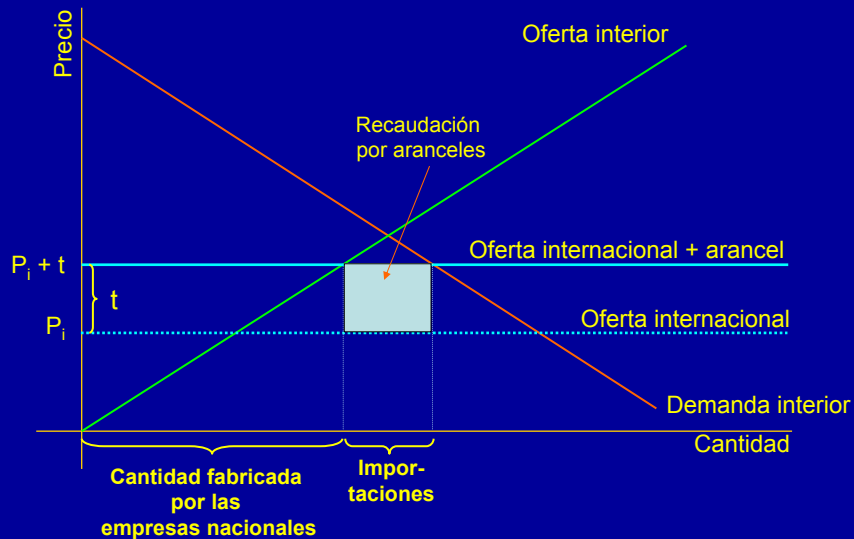 Precio
Oferta interior
Recaudación
por aranceles
Oferta internacional + arancel
Pi + t
t
Pi
Oferta internacional
Demanda interior
Cantidad
Cantidad fabricada
por las
empresas nacionales
Impor-
taciones